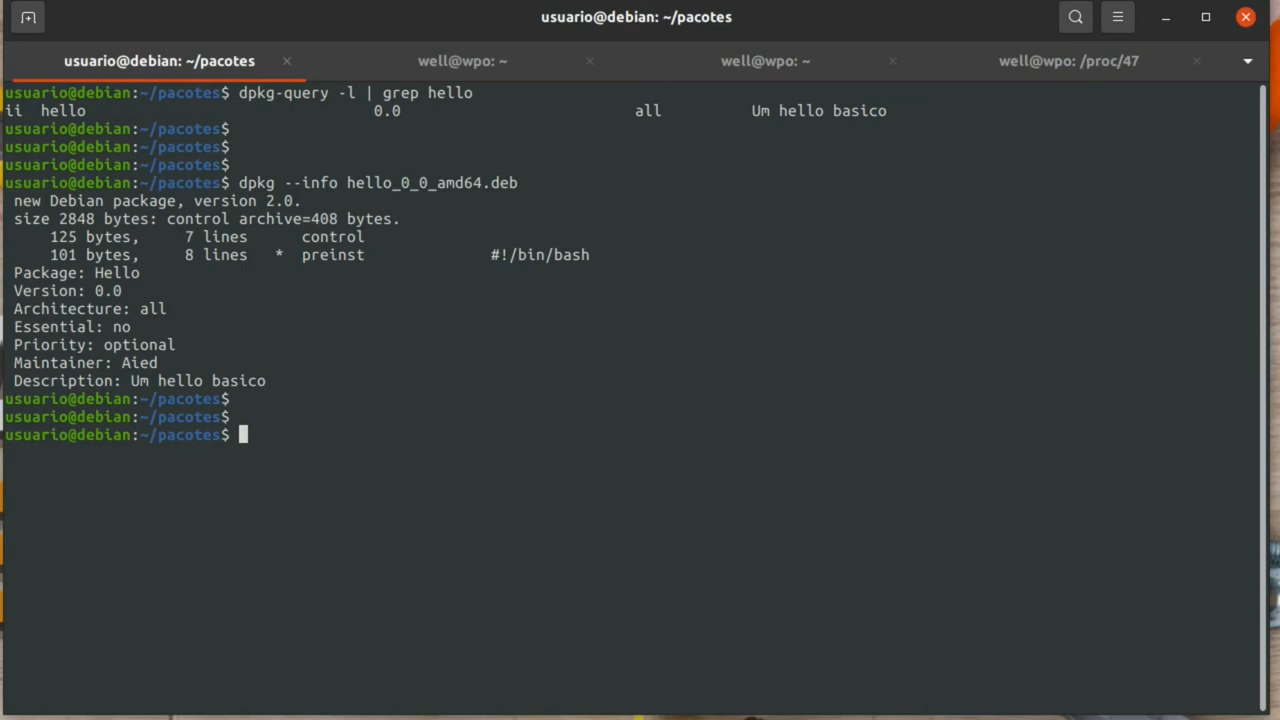 usuario@debian: ~/pacotes
usuario@debian: ~/pacotes × well@wpo: ~ × well@wpo: ~ × well@wpo: /proc/47 ×
usuario@debian:~/pacotes$ dpkg-query -l | grep hello
ii  hello                                0.0                          all          Um hello basico
usuario@debian:~/pacotes$
usuario@debian:~/pacotes$
usuario@debian:~/pacotes$
usuario@debian:~/pacotes$ dpkg --info hello_0_0_amd64.deb
 new Debian package, version 2.0.
 size 2848 bytes: control archive=408 bytes.
     125 bytes,     7 lines      control
     101 bytes,     8 lines   *  preinst              #!/bin/bash
 Package: Hello
 Version: 0.0
 Architecture: all
 Essential: no
 Priority: optional
 Maintainer: Aied
 Description: Um hello basico
usuario@debian:~/pacotes$
usuario@debian:~/pacotes$
usuario@debian:~/pacotes$